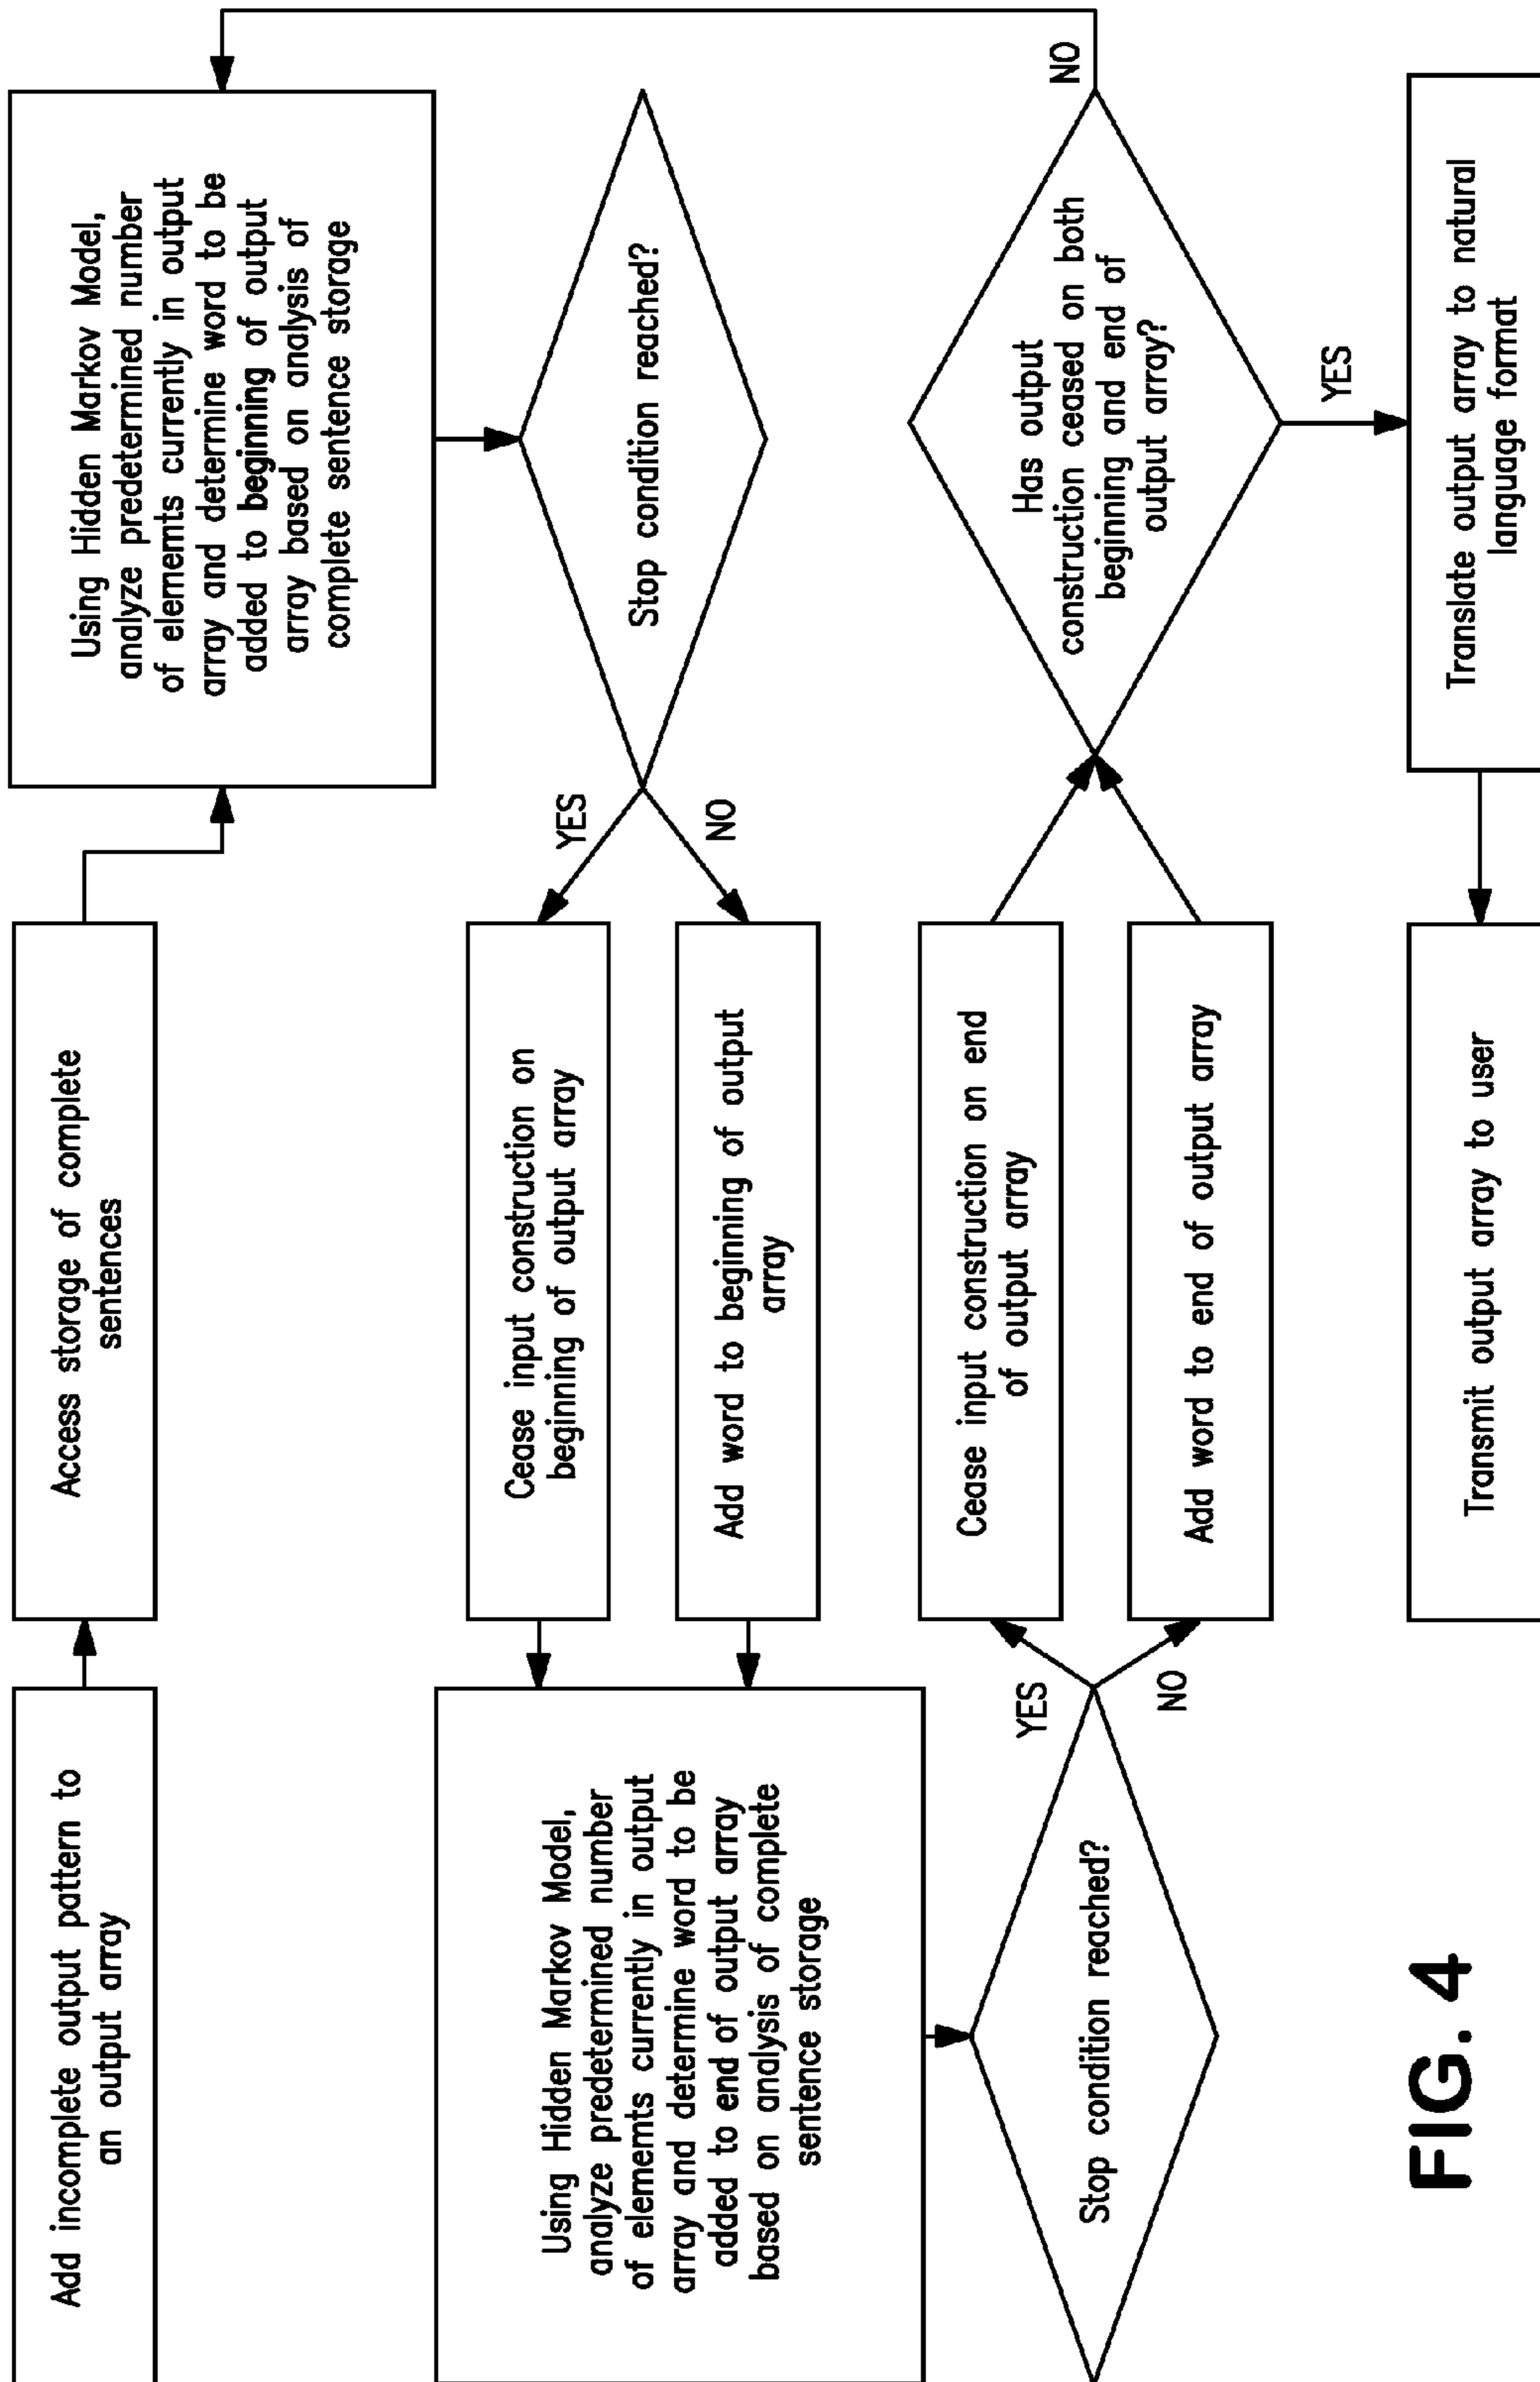 Add incomplete output pattern to
an output array
Access storage of complete
sentences
Using Hidden Markov Model,
analyze predetermined number
of elememts currently in output
array and determine word to be
added to beginning of output
array based on analysis of
complete sentence storage
Stop condition reached?
YES
NO
Cease input construction on
beginning of output array
Add word to beginning of output
array
Using Hidden Markov Model,
analyze predetermined number
of elememts currently in output
array and determine word to be
added to end of output array
based on analysis of complete
sentence storage
Stop condition reached?
YES
NO
Cease input construction on end
of output array
Add word to end of output array
Has output
construction ceased on both
beginning and end of
output array?
NO
YES
Translate output array to natural
language format
Transmit output array to user
FIG. 4